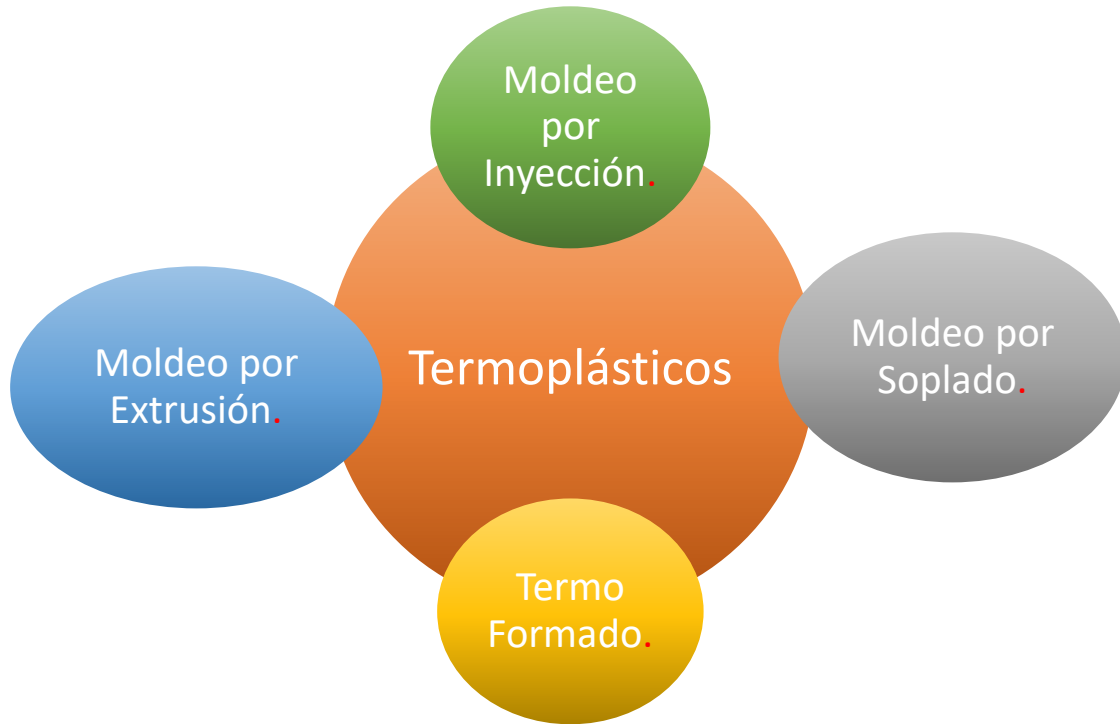 Moldeo
por
Inyección.
Moldeo por
Extrusión.
Termoplásticos
Moldeo por
Soplado.
Termo
Formado.